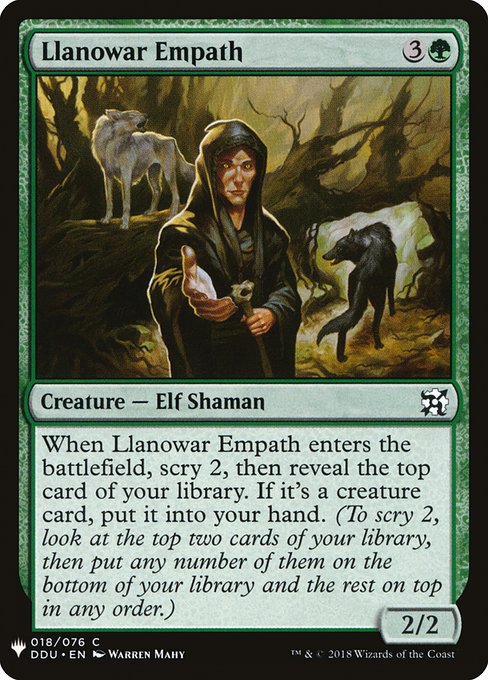 Llanowar Empath 3
Creature — Elf Shaman
When Llanowar Empath enters the
battlefield, scry 2, then reveal the top
card of your library. If it's a creature
card, put it into your hand. (To scry 2,
look at the top two cards of your library,
then put any number of them on the
bottom of your library and the rest on top
in any order.)
2/2
018/076 C
DDU • EN Warren Mahy
™ & © 2018 Wizards of the Coast